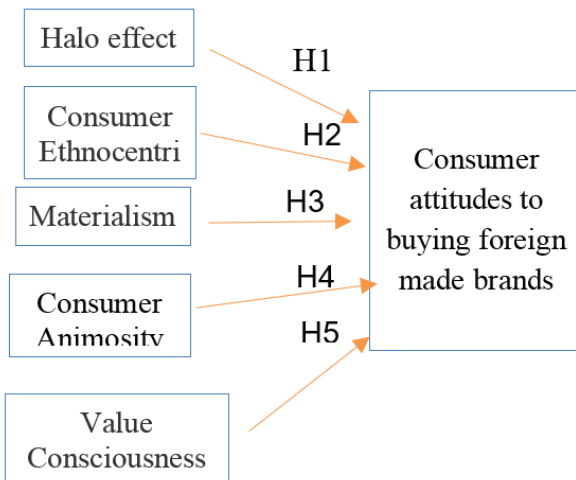 Halo effect
H1
Consumer
Ethnocentri
H2
Materialism
H3
Consumer
Animosity
H4
Value
Consciousness
H5
Consumer
attitudes to
buying foreign
made brands